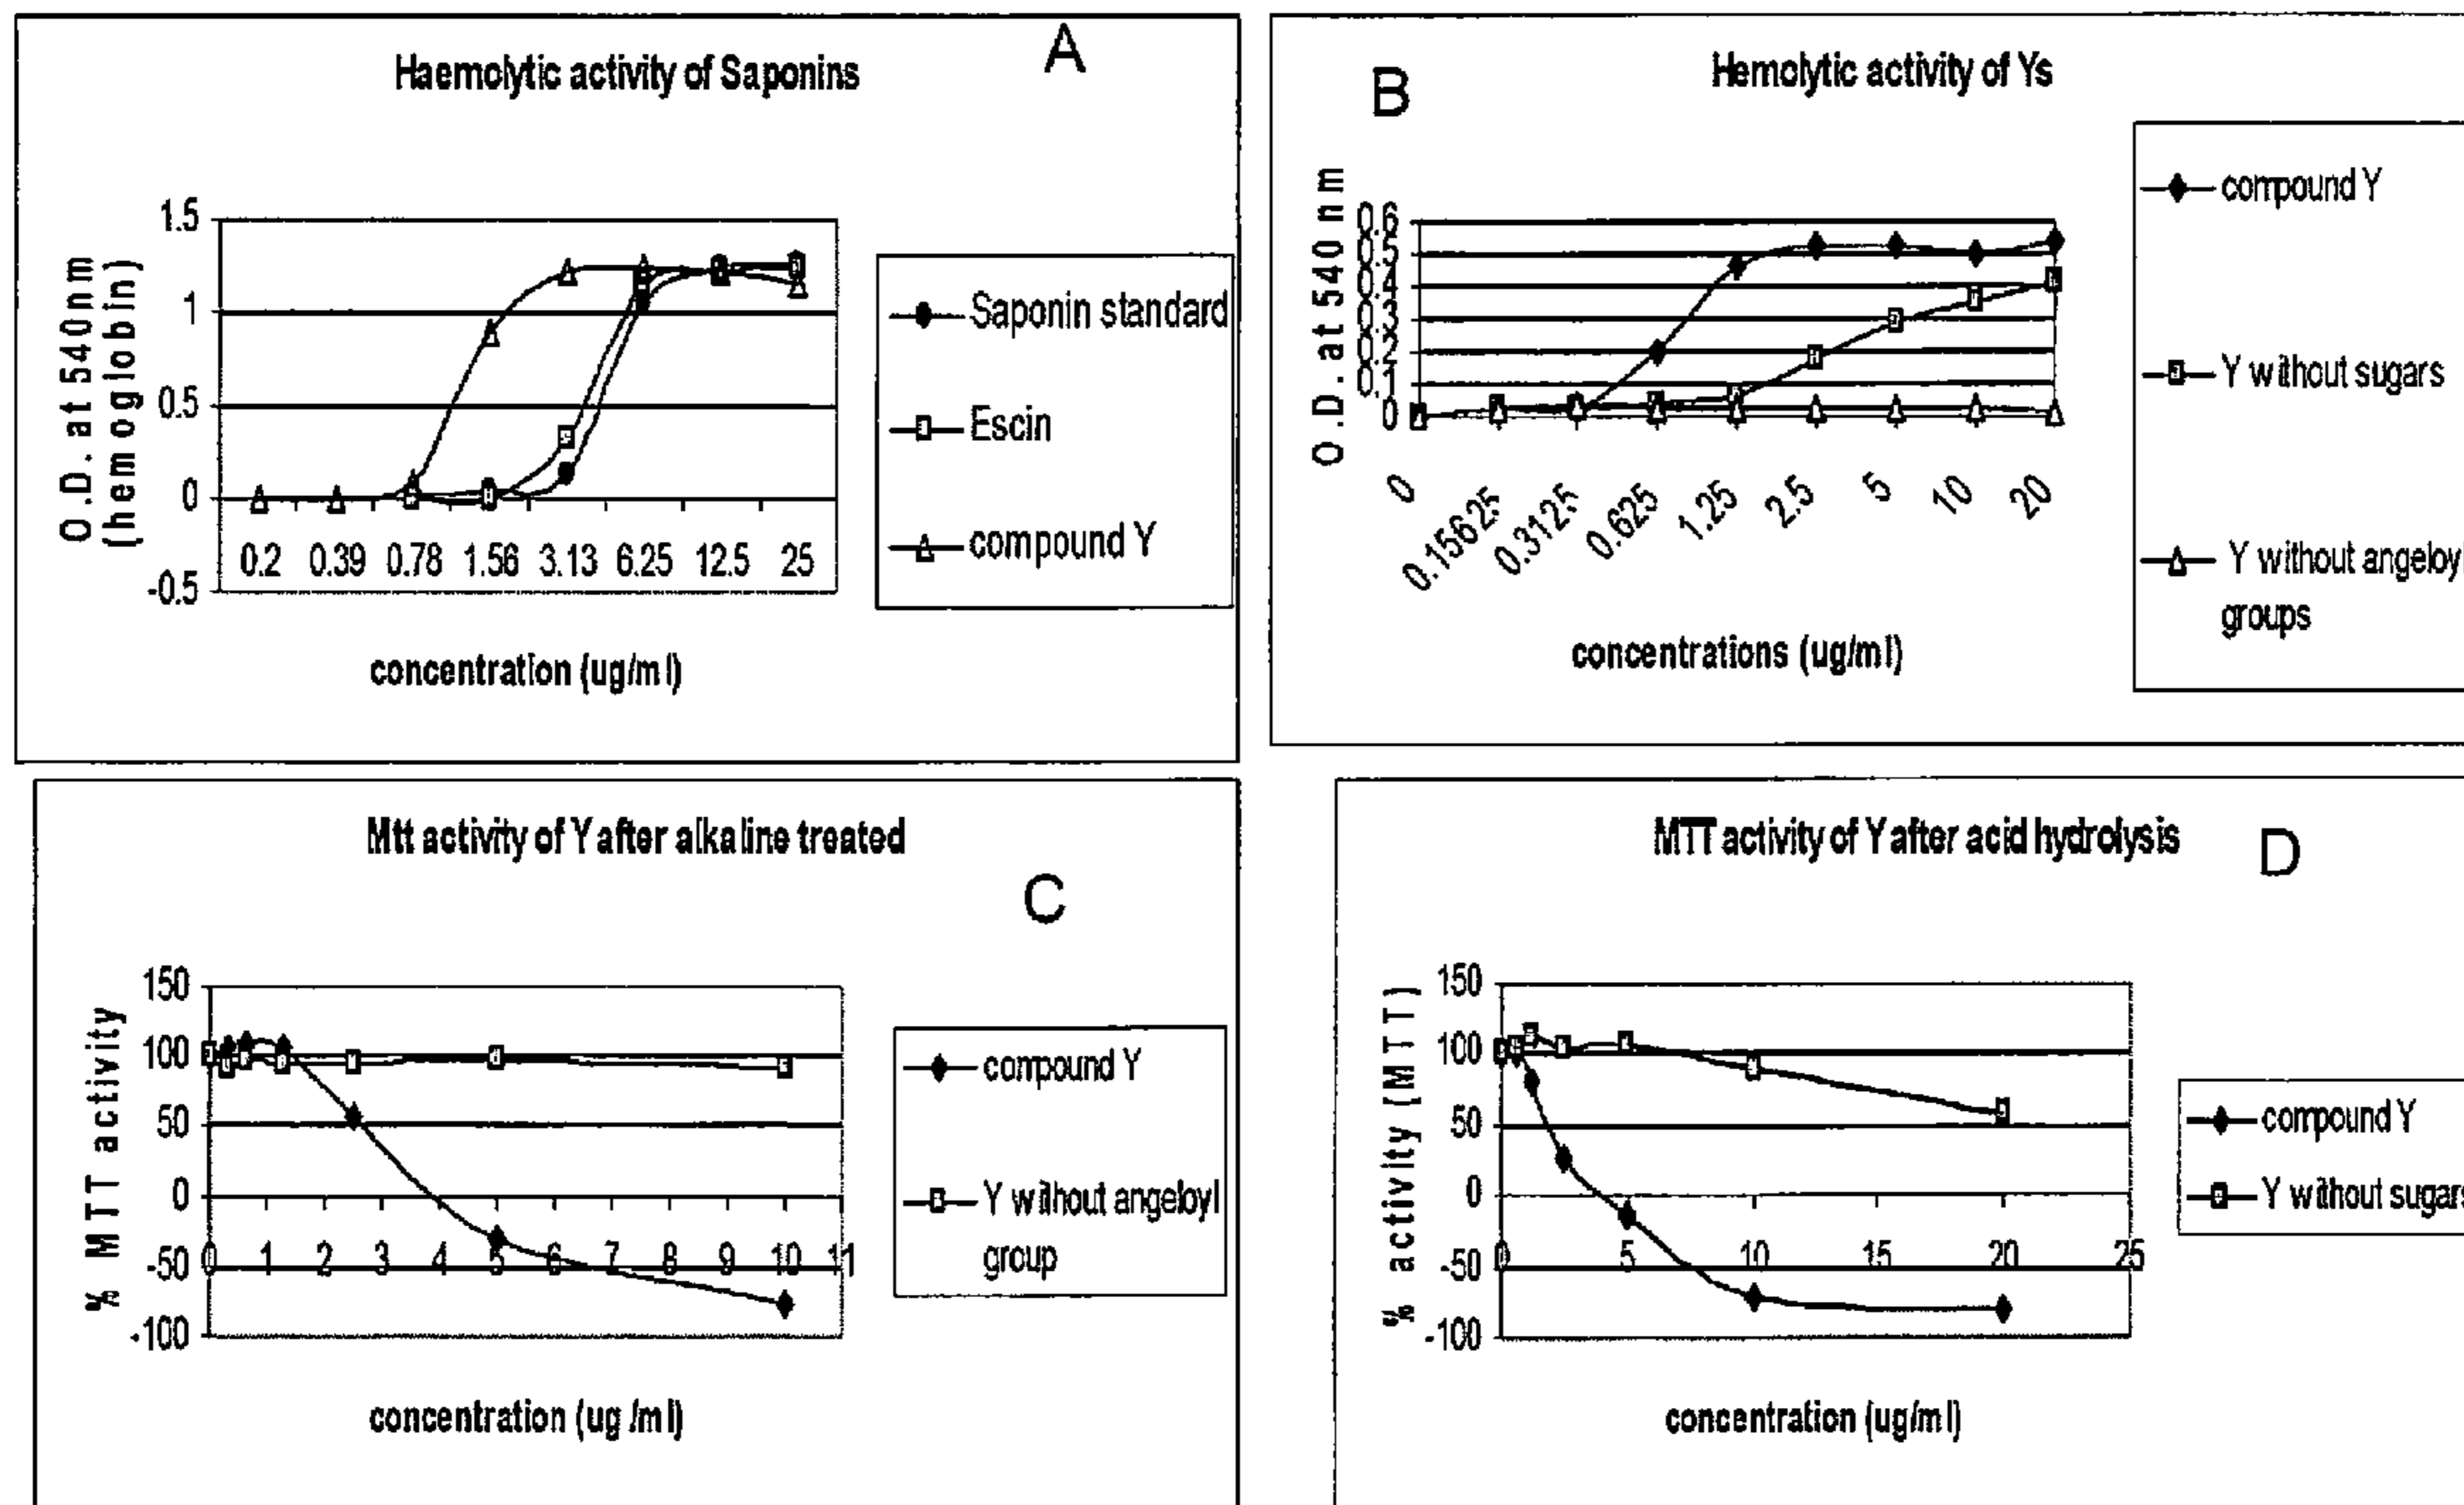 A
Haemolytic activity of Saponins
O.D. at 540nm
(hemoglobin)
1.5
1
0.5
0
-0.5
0.2 0.39 0.78 1.56 3.13 6.25 12.5 25
concentration (ug/ml)
Saponin standard
Escin
compound Y
B
Hemolytic activity of Ys
O.D. at 540 nm
0.6
0.5
0.4
0.3
0.2
0.1
0
0 0.15625 0.3125 0.625 1.25 2.5 5 10 20
concentrations (ug/ml)
compound Y
Y without sugars
Y without angeloyl
groups
Mtt activity of Y after alkaline treated
C
% MTT activity
150
100
50
0
-50
-100
0 1 2 3 4 5 6 7 8 9 10 11
concentration (ug /ml)
compound Y
Y without angeloyl
group
MTT activity of Y after acid hydrolysis
D
% activity (MTT)
150
100
50
0
-50
-100
0 5 10 15 20 25
concentration (ug/ml)
compound Y
Y without sugars